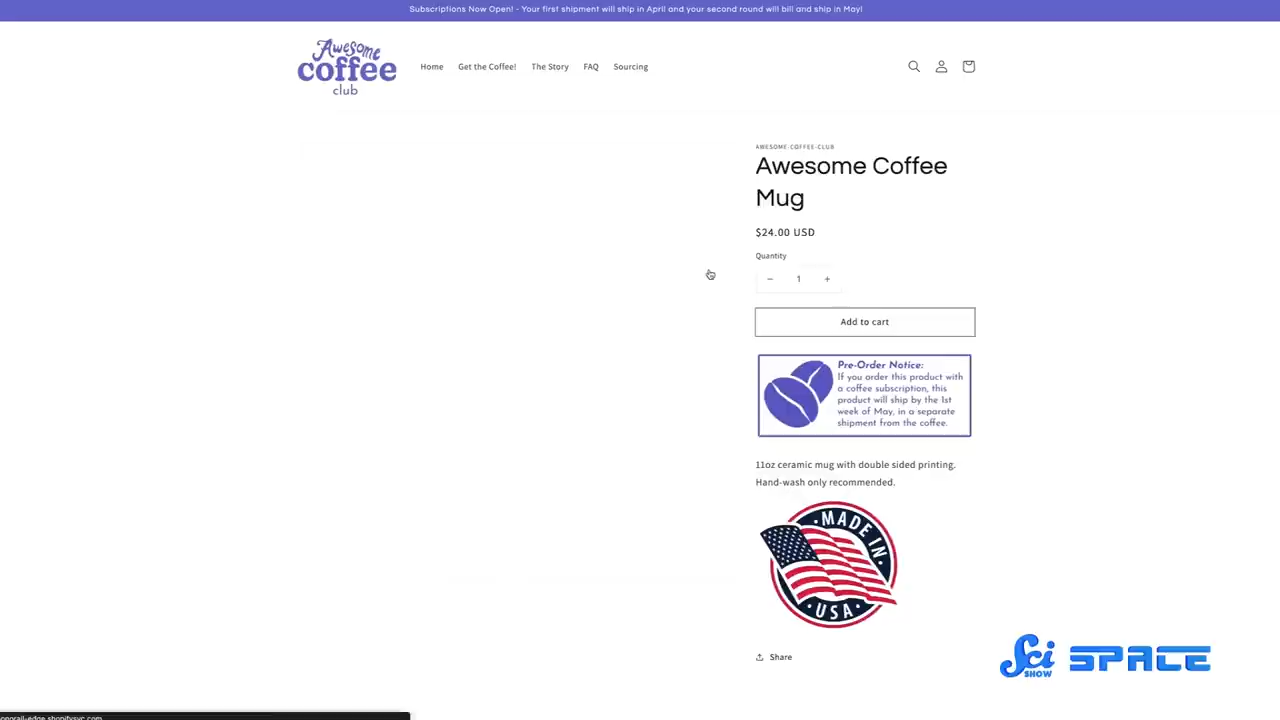 Subscriptions Now Open! - Your first shipment will ship in April and your second round will bill and ship in May!
Awesome
coffee
club
Home
Get the Coffee!
The Story
FAQ
Sourcing
AWESOME-COFFEE-CLUB
Awesome Coffee
Mug
$24.00 USD
Quantity
− 1 +
Add to cart
Pre-Order Notice:
If you order this product with
a coffee subscription, this
product will ship by the 1st
week of May, in a separate
shipment from the coffee.
11oz ceramic mug with double sided printing.
Hand-wash only recommended.
·MADE IN·
·USA·
Share
Sci
SHOW
SPACE